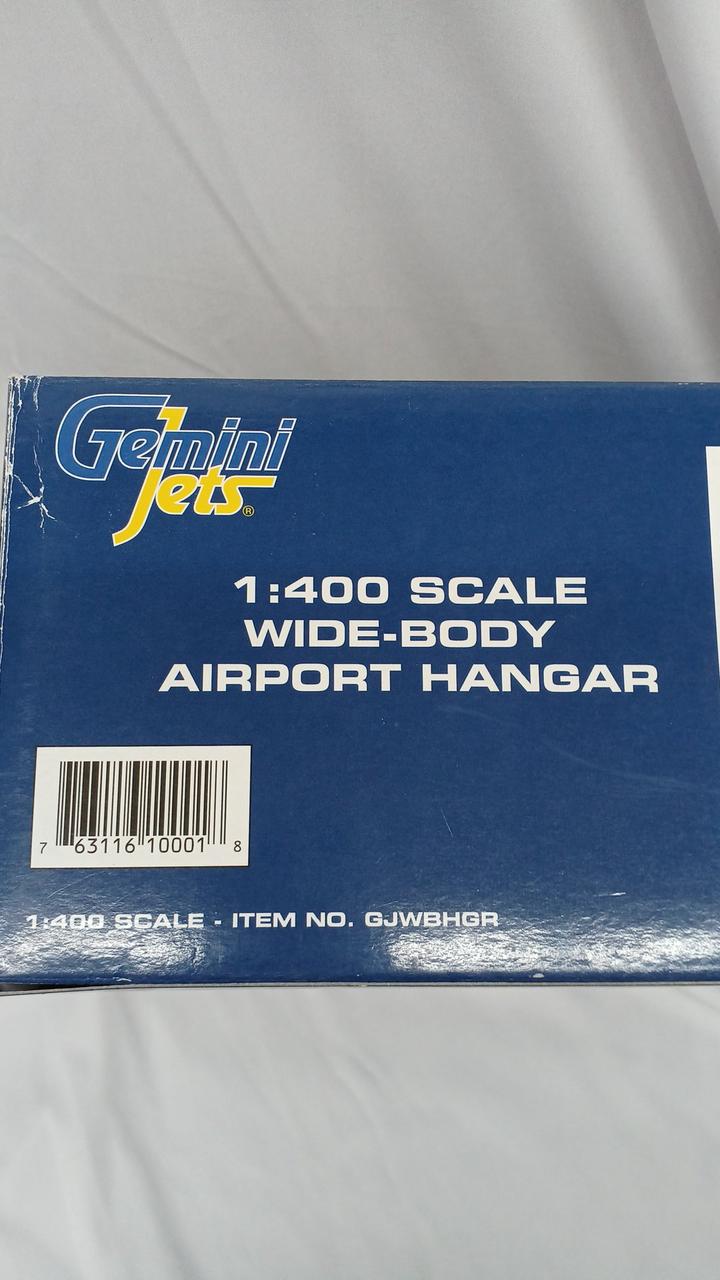 Gemini
Jets®
1:400 SCALE
WIDE-BODY
AIRPORT HANGAR
7 63116 10001 8
1:400 SCALE - ITEM NO. GJWBHGR